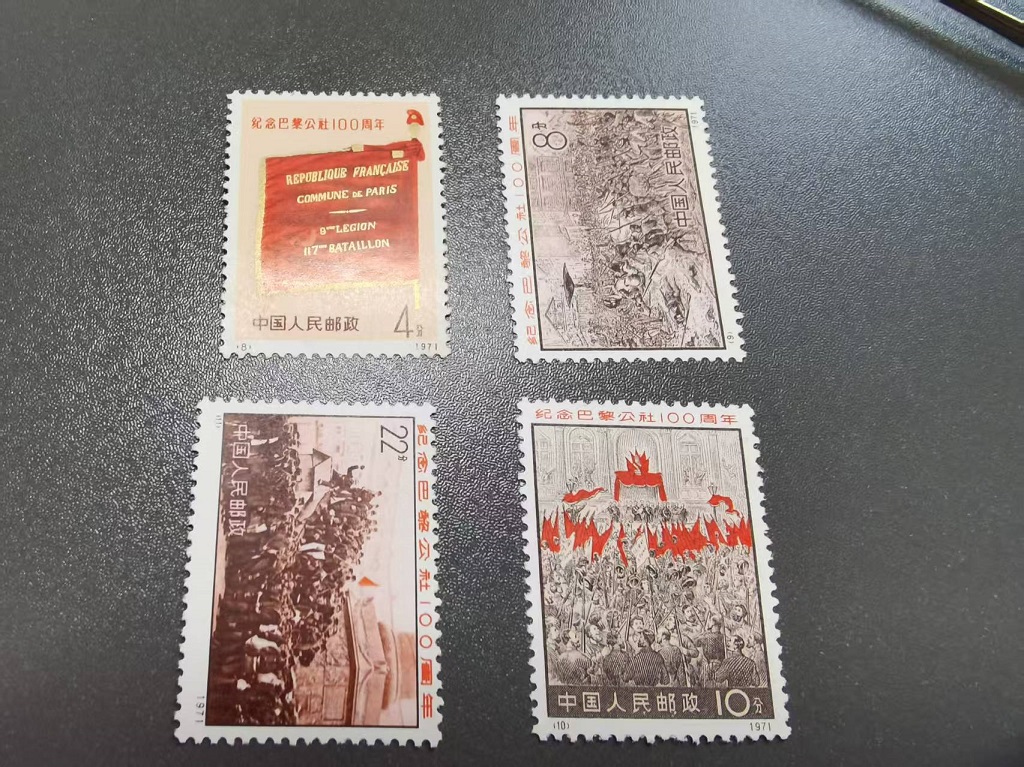 纪念巴黎公社100周年
REPUBLIQUE FRANÇAISE
COMMUNE DE PARIS
9ME LEGION
117ME BATAILLON
中国人民邮政 4分
(8) 1971
纪念巴黎公社100周年
8分
中国人民邮政
(9) 1971
22分
纪念巴黎公社100周年
中国人民邮政
(11) 1971
纪念巴黎公社100周年
中国人民邮政 10分
(10) 1971